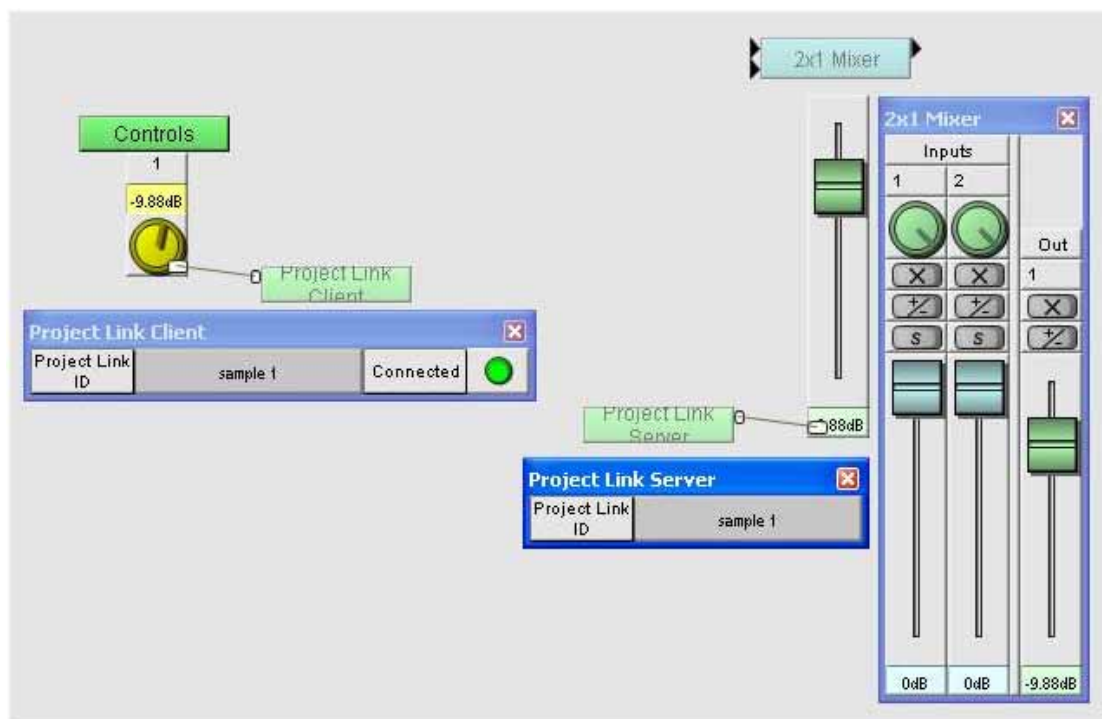 2x1 Mixer
Controls
1
-9.88dB
Project Link
Client
Project Link Client
Project Link
ID
sample 1
Connected
Project Link
Server
88dB
Project Link Server
Project Link
ID
sample 1
2x1 Mixer
Inputs
1 2
Out
1
X X
+/- +/-
X
s s
+/-
0dB 0dB -9.88dB